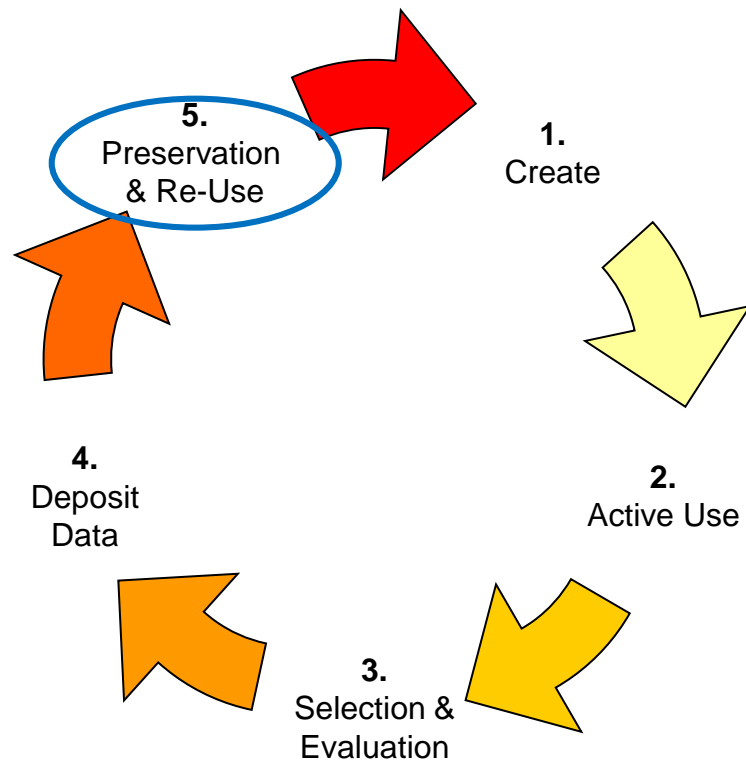 1.
Create
2.
Active Use
3.
Selection &
Evaluation
4.
Deposit
Data
5.
Preservation
& Re-Use